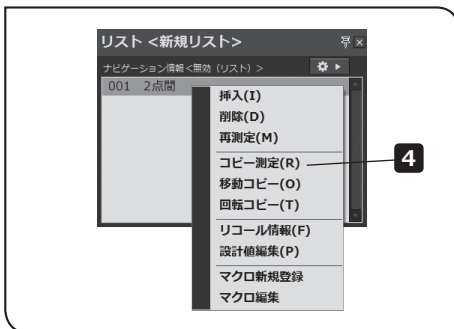 リスト <新規リスト>
ナビゲーション情報<無効（リスト）>
001 2点間
挿入(I)
削除(D)
再測定(M)
コピー測定(R)
4
移動コピー(O)
回転コピー(T)
リコール情報(F)
設計値編集(P)
マクロ新規登録
マクロ編集